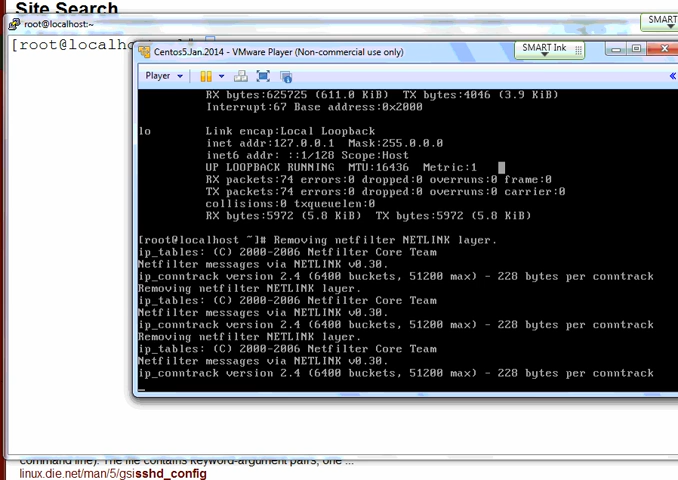 Site Search
root@localhost:~
SMART
[root@localh
Centos5.Jan.2014 - VMware Player (Non-commercial use only)
SMART Ink
Player
RX bytes:625725 (611.0 KiB) TX bytes:4046 (3.9 KiB)
Interrupt:67 Base address:0x2000
lo Link encap:Local Loopback
inet addr:127.0.0.1 Mask:255.0.0.0
inet6 addr: ::1/128 Scope:Host
UP LOOPBACK RUNNING MTU:16436 Metric:1
RX packets:74 errors:0 dropped:0 overruns:0 frame:0
TX packets:74 errors:0 dropped:0 overruns:0 carrier:0
collisions:0 txqueuelen:0
RX bytes:5972 (5.8 KiB) TX bytes:5972 (5.8 KiB)
[root@localhost ~]# Removing netfilter NETLINK layer.
ip_tables: (C) 2000-2006 Netfilter Core Team
Netfilter messages via NETLINK v0.30.
ip_conntrack version 2.4 (6400 buckets, 51200 max) - 228 bytes per conntrack
Removing netfilter NETLINK layer.
ip_tables: (C) 2000-2006 Netfilter Core Team
Netfilter messages via NETLINK v0.30.
ip_conntrack version 2.4 (6400 buckets, 51200 max) - 228 bytes per conntrack
Removing netfilter NETLINK layer.
ip_tables: (C) 2000-2006 Netfilter Core Team
Netfilter messages via NETLINK v0.30.
ip_conntrack version 2.4 (6400 buckets, 51200 max) - 228 bytes per conntrack
command line). The file contains keyword-argument pairs, one ...
linux.die.net/man/5/gsisshd_config